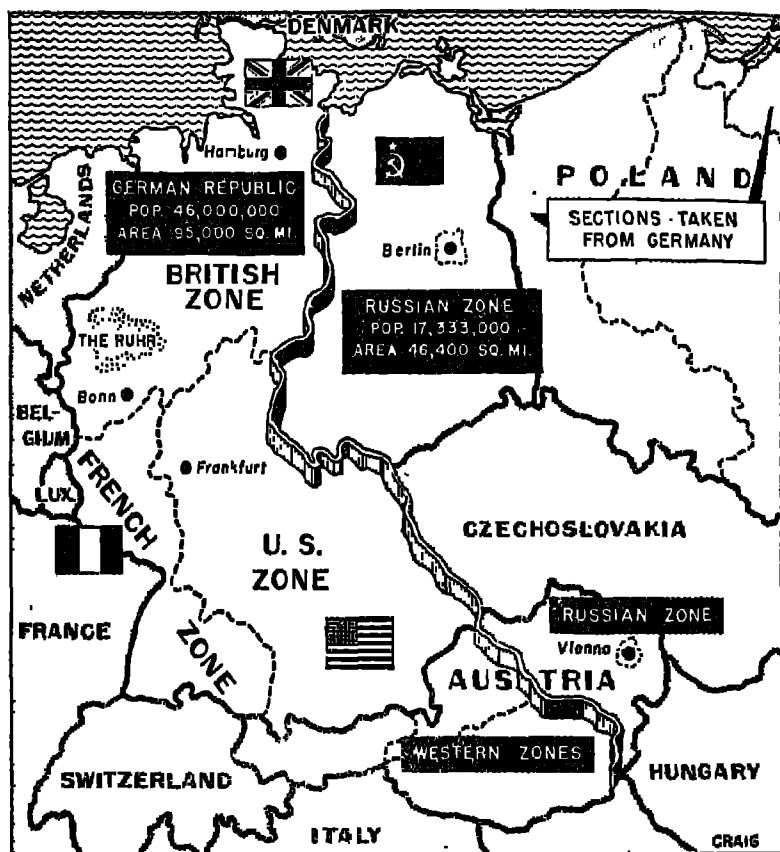 DENMARK
Hamburg
GERMAN REPUBLIC
POP. 46,000,000
AREA 95,000 SQ. MI.
NETHERLANDS
BRITISH
ZONE
POLAND
SECTIONS - TAKEN
FROM GERMANY
Berlin
RUSSIAN ZONE
POP. 17,333,000
AREA 46,400 SQ. MI.
THE RUHR
Bonn
BEL-
GIUM
LUX.
FRENCH
ZONE
Frankfurt
U. S.
ZONE
CZECHOSLOVAKIA
FRANCE
RUSSIAN ZONE
Vienna
AUSTRIA
WESTERN ZONES
SWITZERLAND
HUNGARY
ITALY
CRAIG